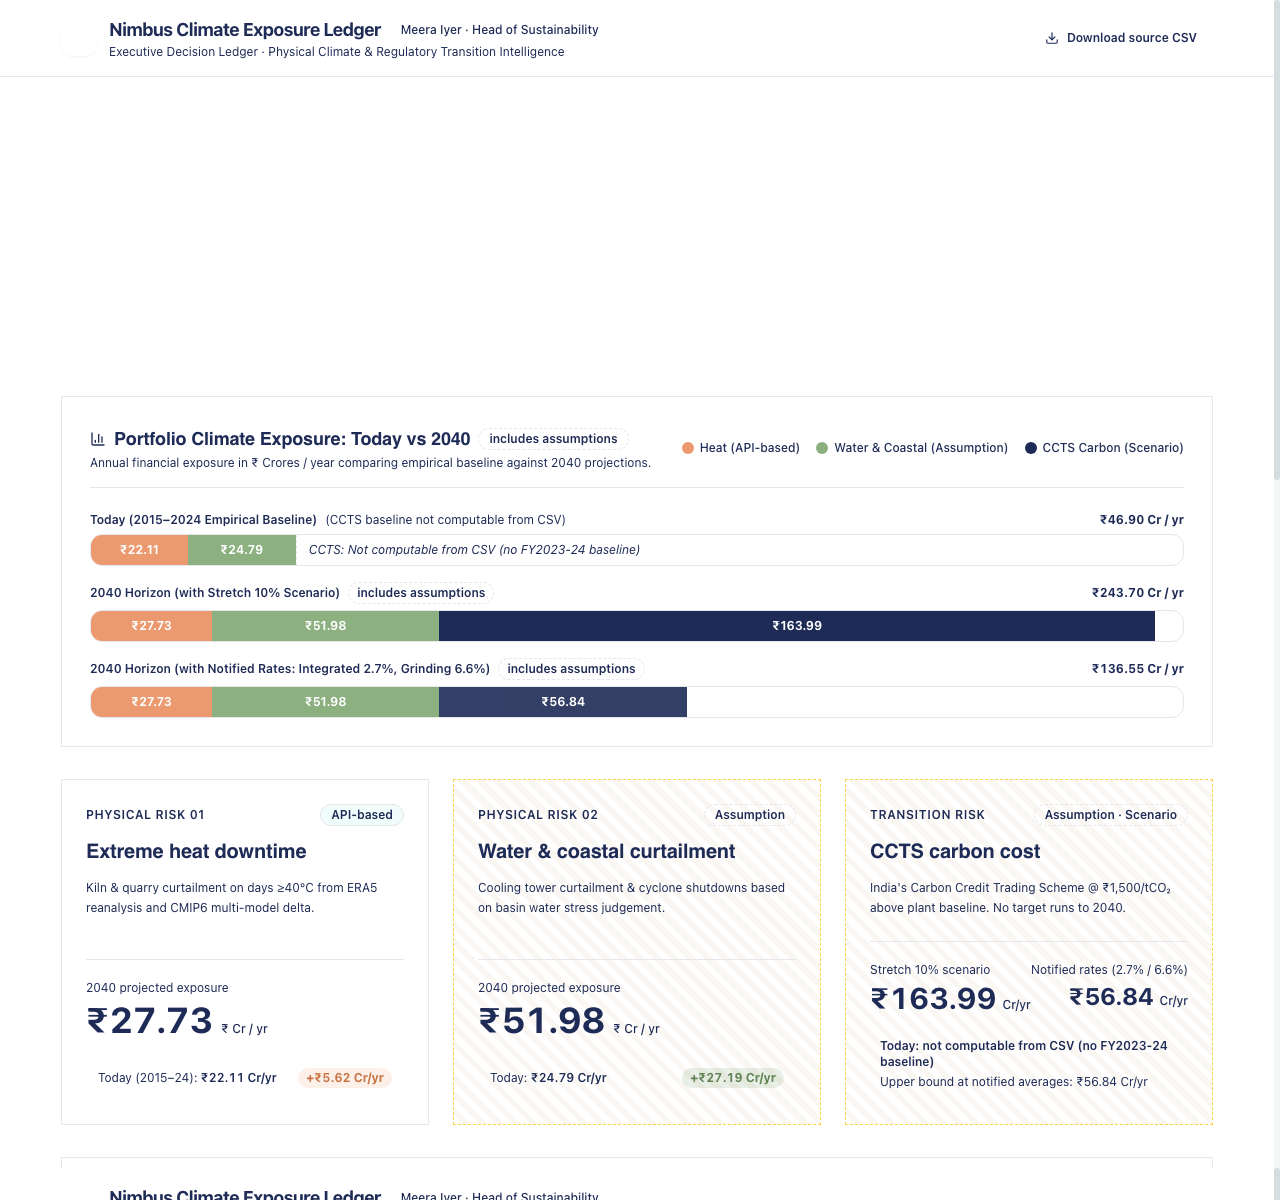 Nimbus Climate Exposure Ledger
Meera Iyer · Head of Sustainability
Executive Decision Ledger · Physical Climate & Regulatory Transition Intelligence
Download source CSV
Portfolio Climate Exposure: Today vs 2040
includes assumptions
Annual financial exposure in ₹ Crores / year comparing empirical baseline against 2040 projections.
Heat (API-based)
Water & Coastal (Assumption)
CCTS Carbon (Scenario)
Today (2015–2024 Empirical Baseline) (CCTS baseline not computable from CSV)
₹46.90 Cr / yr
₹22.11
₹24.79
CCTS: Not computable from CSV (no FY2023-24 baseline)
2040 Horizon (with Stretch 10% Scenario)
includes assumptions
₹243.70 Cr / yr
₹27.73
₹51.98
₹163.99
2040 Horizon (with Notified Rates: Integrated 2.7%, Grinding 6.6%)
includes assumptions
₹136.55 Cr / yr
₹27.73
₹51.98
₹56.84
PHYSICAL RISK 01
API-based
Extreme heat downtime
Kiln & quarry curtailment on days ≥40°C from ERA5
reanalysis and CMIP6 multi-model delta.
2040 projected exposure
₹27.73 ₹ Cr / yr
Today (2015–24): ₹22.11 Cr/yr
+₹5.62 Cr/yr
PHYSICAL RISK 02
Assumption
Water & coastal curtailment
Cooling tower curtailment & cyclone shutdowns based
on basin water stress judgement.
2040 projected exposure
₹51.98 ₹ Cr / yr
Today: ₹24.79 Cr/yr
+₹27.19 Cr/yr
TRANSITION RISK
Assumption · Scenario
CCTS carbon cost
India's Carbon Credit Trading Scheme @ ₹1,500/tCO₂
above plant baseline. No target runs to 2040.
Stretch 10% scenario
₹163.99 Cr/yr
Notified rates (2.7% / 6.6%)
₹56.84 Cr/yr
Today: not computable from CSV (no FY2023-24
baseline)
Upper bound at notified averages: ₹56.84 Cr/yr
Nimbus Climate Exposure Ledger
Meera Iyer · Head of Sustainability